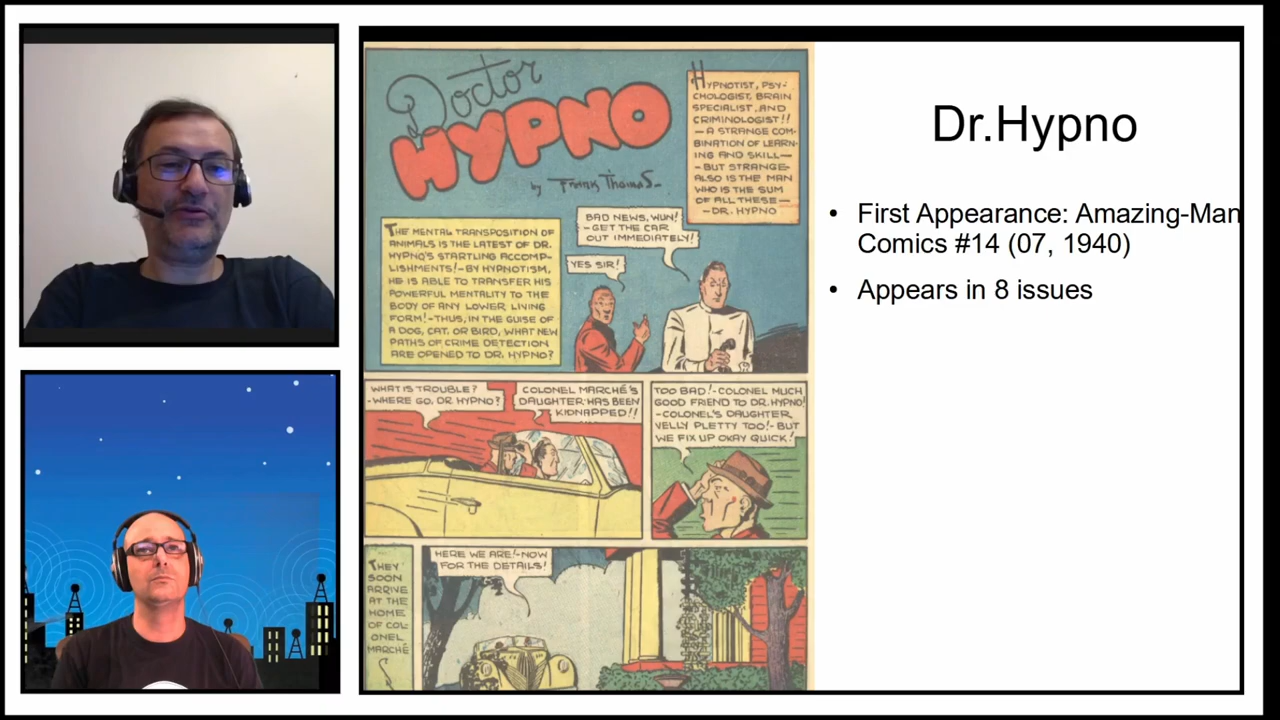 Doctor
HYPNO
by Frank Thomas
HYPNOTIST, PSY-
CHOLOGIST, BRAIN
SPECIALIST, AND
CRIMINOLOGIST!!
—A STRANGE COM-
BINATION OF LEARN-
ING AND SKILL—
-BUT STRANGE-
ALSO IS THE MAN
WHO IS THE SUM
OF ALL THESE—
—DR. HYPNO
THE MENTAL TRANSPOSITION OF
ANIMALS IS THE LATEST OF DR.
HYPNO'S STARTLING ACCOMP-
LISHMENTS!-BY HYPNOTISM,
HE IS ABLE TO TRANSFER HIS
POWERFUL MENTALITY TO THE
BODY OF ANY LOWER LIVING
FORM!-THUS, IN THE GUISE OF
A DOG, CAT, OR BIRD, WHAT NEW
PATHS OF CRIME DETECTION
ARE OPENED TO DR. HYPNO?
BAD NEWS, WUN!
-GET THE CAR
OUT IMMEDIATELY!
YES SIR!
WHAT IS TROUBLE?
-WHERE GO, DR. HYPNO?
COLONEL MARCHÉ'S
DAUGHTER HAS BEEN
KIDNAPPED!!
TOO BAD!-COLONEL MUCH
GOOD FRIEND TO DR. HYPNO!
-COLONEL'S DAUGHTER
VELLY PLETTY TOO!-BUT
WE FIX UP OKAY QUICK!
THEY
SOON
ARRIVE
AT THE
HOME
OF COL-
ONEL
MARCHÉ
HERE WE ARE!-NOW
FOR THE DETAILS!
Dr.Hypno
• First Appearance: Amazing-Man
Comics #14 (07, 1940)
• Appears in 8 issues